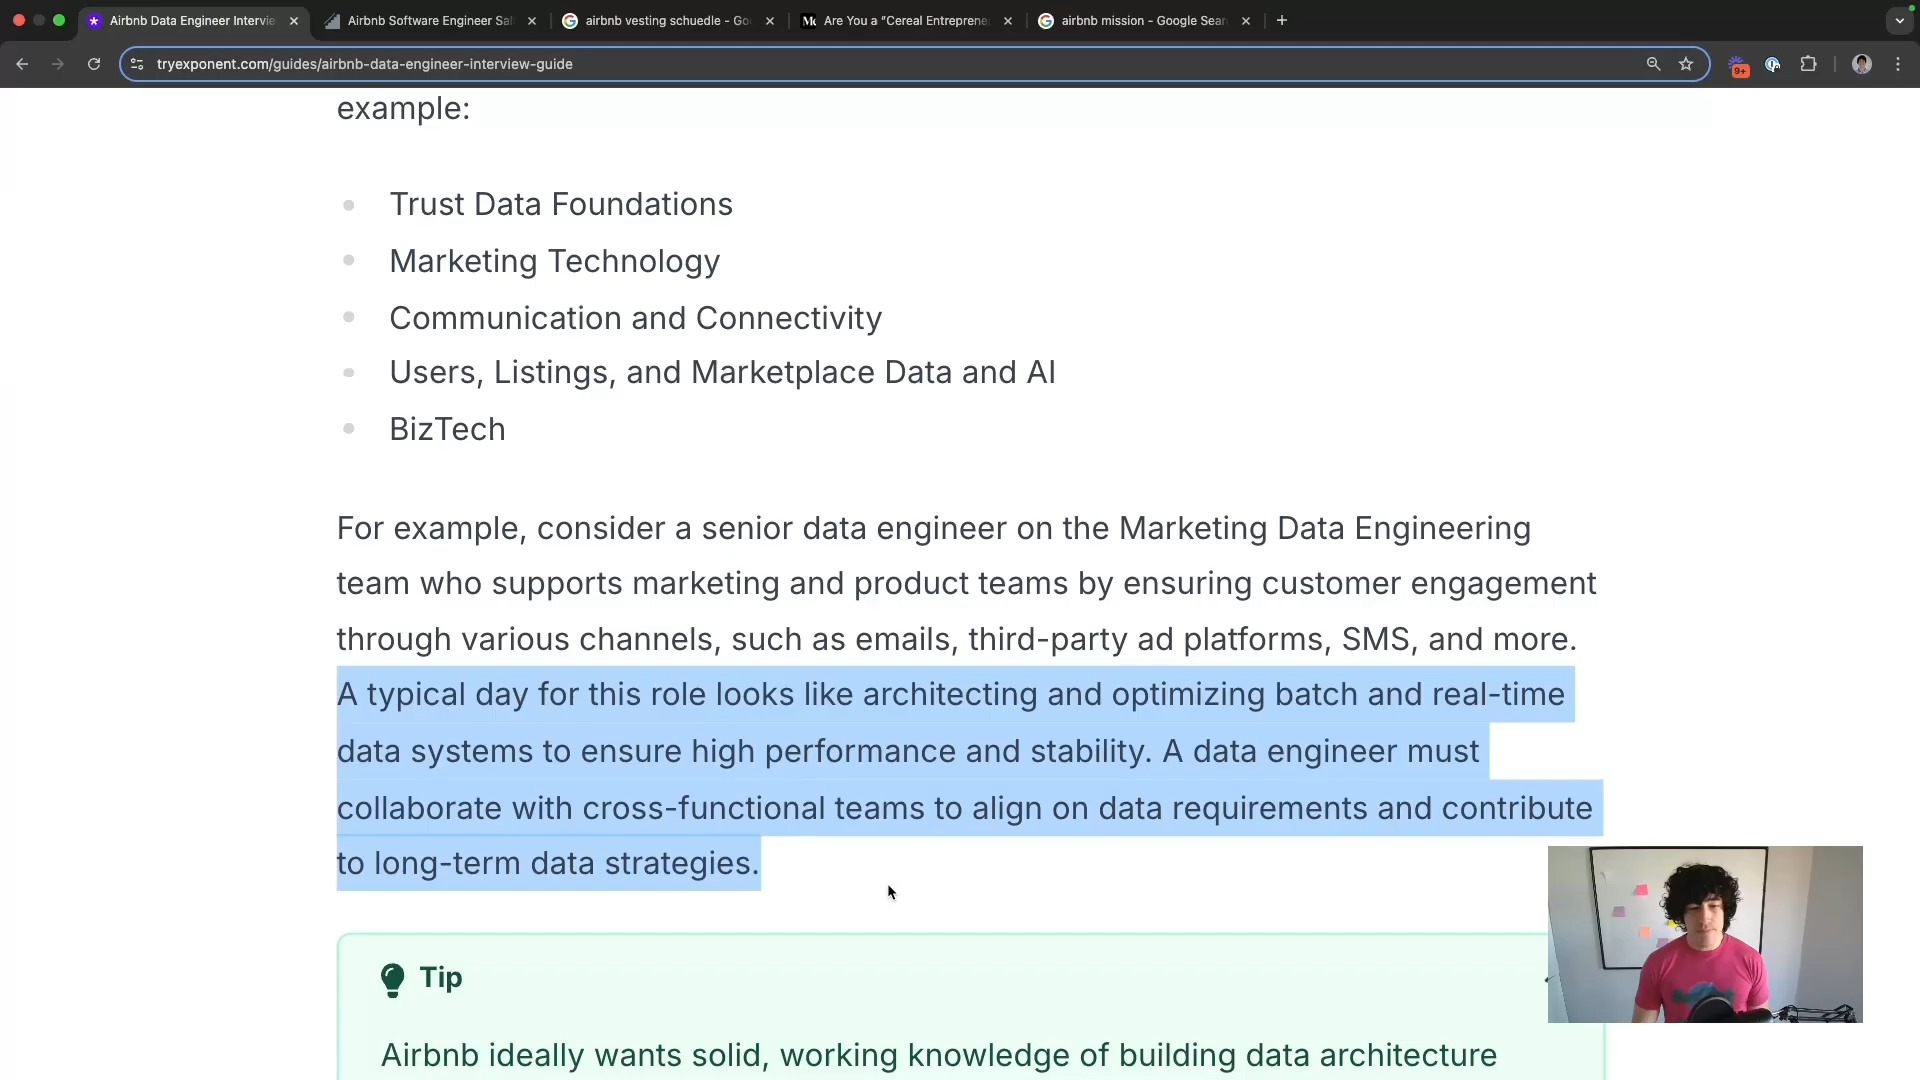 Airbnb Data Engineer Intervie
Airbnb Software Engineer Sal
airbnb vesting schuedle - Goo
Are You a “Cereal Entreprene
airbnb mission - Google Sear
tryexponent.com/guides/airbnb-data-engineer-interview-guide
9+
example:
Trust Data Foundations
Marketing Technology
Communication and Connectivity
Users, Listings, and Marketplace Data and AI
BizTech
For example, consider a senior data engineer on the Marketing Data Engineering
team who supports marketing and product teams by ensuring customer engagement
through various channels, such as emails, third-party ad platforms, SMS, and more.
A typical day for this role looks like architecting and optimizing batch and real-time
data systems to ensure high performance and stability. A data engineer must
collaborate with cross-functional teams to align on data requirements and contribute
to long-term data strategies.
Tip
Airbnb ideally wants solid, working knowledge of building data architecture